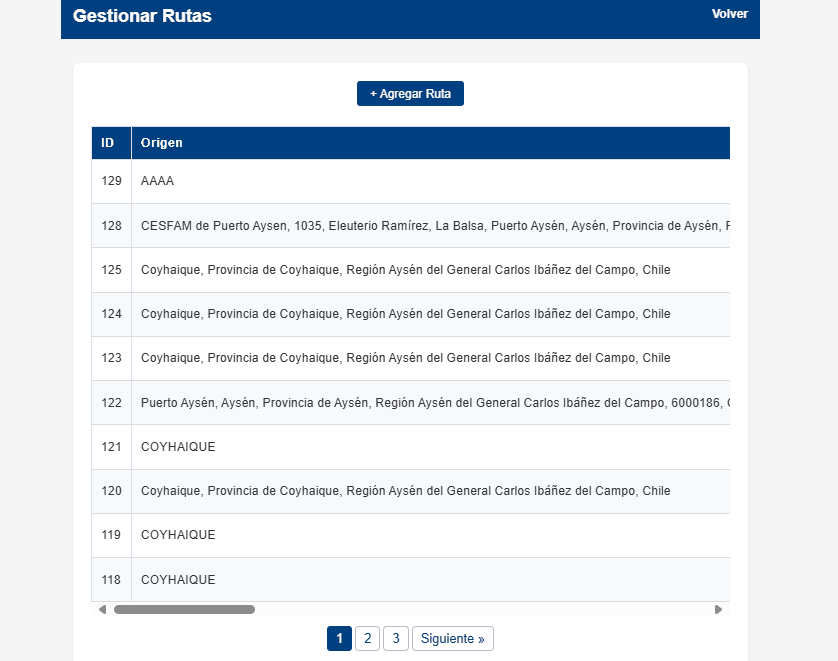 Gestionar Rutas
Volver
+ Agregar Ruta
ID Origen
129 AAAA
128 CESFAM de Puerto Aysen, 1035, Eleuterio Ramírez, La Balsa, Puerto Aysén, Aysén, Provincia de Aysén,
125 Coyhaique, Provincia de Coyhaique, Región Aysén del General Carlos Ibáñez del Campo, Chile
124 Coyhaique, Provincia de Coyhaique, Región Aysén del General Carlos Ibáñez del Campo, Chile
123 Coyhaique, Provincia de Coyhaique, Región Aysén del General Carlos Ibáñez del Campo, Chile
122 Puerto Aysén, Aysén, Provincia de Aysén, Región Aysén del General Carlos Ibáñez del Campo, 6000186,
121 COYHAIQUE
120 Coyhaique, Provincia de Coyhaique, Región Aysén del General Carlos Ibáñez del Campo, Chile
119 COYHAIQUE
118 COYHAIQUE
1 2 3 Siguiente »